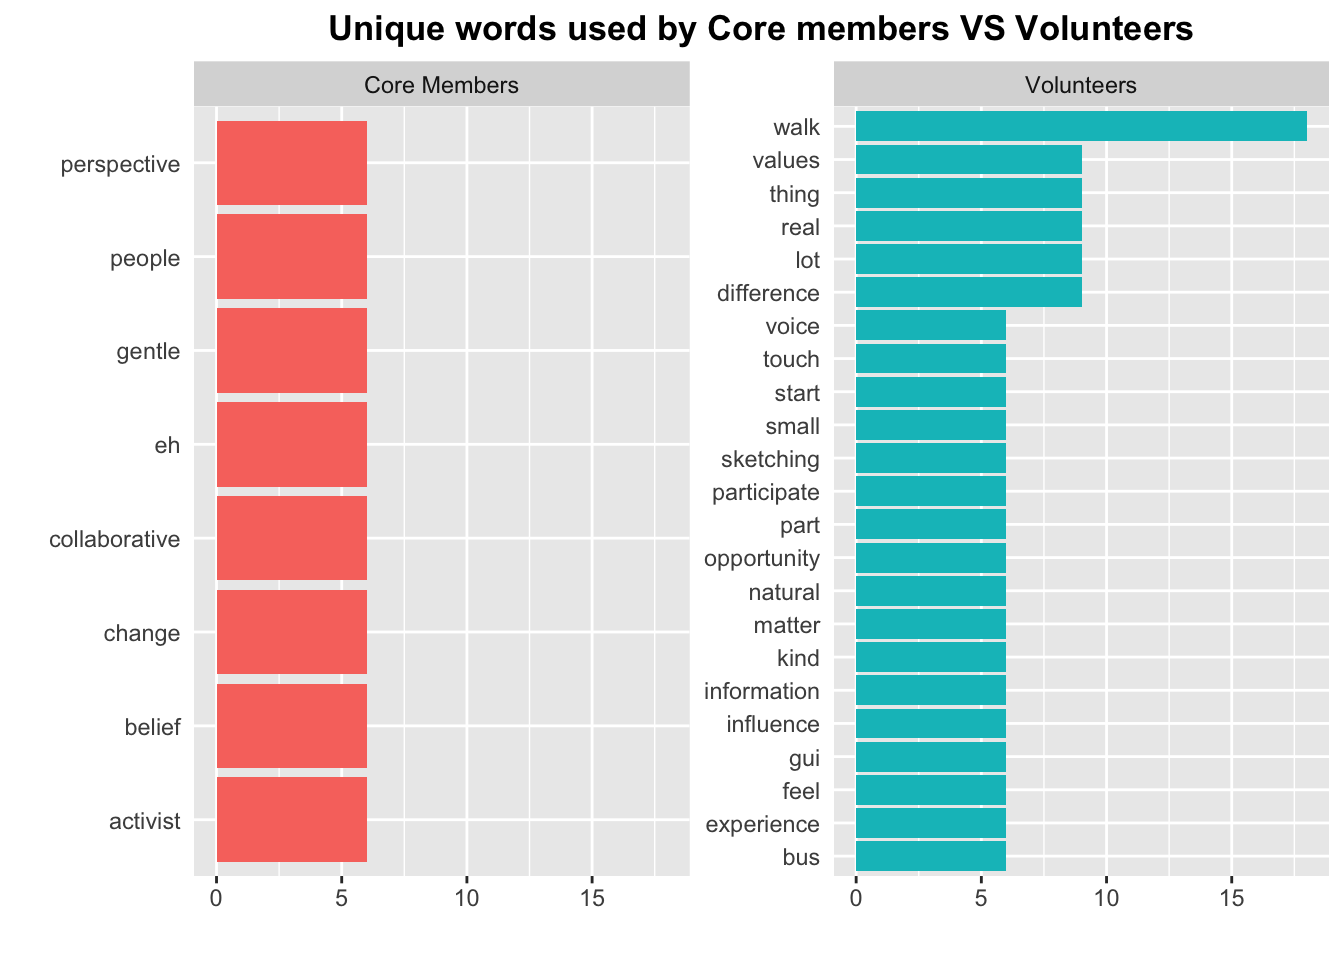 Unique words used by Core members VS Volunteers
Core Members
perspective
people
gentle
eh
collaborative
change
belief
activist
0 5 10 15
Volunteers
walk
values
thing
real
lot
difference
voice
touch
start
small
sketching
participate
part
opportunity
natural
matter
kind
information
influence
gui
feel
experience
bus
0 5 10 15